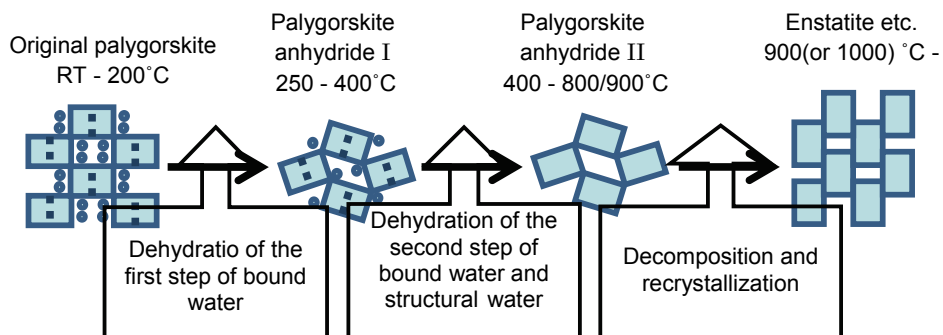 Original palygorskite
RT - 200˚C
Palygorskite
anhydride I
250 - 400˚C
Palygorskite
anhydride II
400 - 800/900˚C
Enstatite etc.
900(or 1000) ˚C -
Dehydratio of the
first step of bound
water
Dehydration of the
second step of
bound water and
structural water
Decomposition and
recrystallization